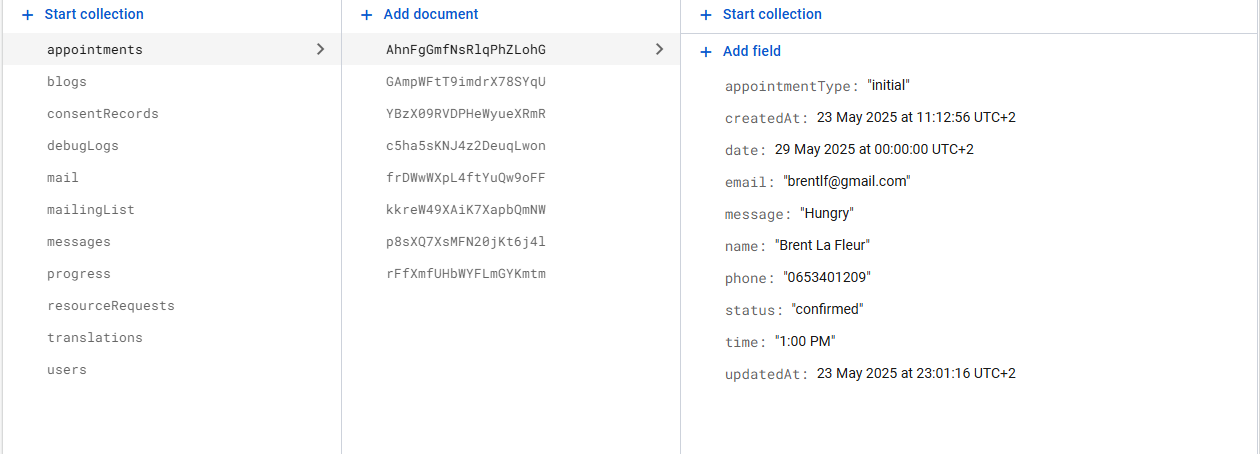 + Start collection
appointments
blogs
consentRecords
debugLogs
mail
mailingList
messages
progress
resourceRequests
translations
users
+ Add document
AhnFgGmfNsRlqPhZLohG
GAmpWFtT9imdrX78SYqU
YBzX09RVDPHeWyueXRmR
c5ha5sKNJ4z2DeuqLwon
frDWwWXpL4ftYuQw9oFF
kkreW49XAiK7XapbQmNW
p8sXQ7XsMFN20jKt6j4l
rFfXmfUHbWYFLmGYKmtm
+ Start collection
+ Add field
appointmentType: "initial"
createdAt: 23 May 2025 at 11:12:56 UTC+2
date: 29 May 2025 at 00:00:00 UTC+2
email: "brentlf@gmail.com"
message: "Hungry"
name: "Brent La Fleur"
phone: "0653401209"
status: "confirmed"
time: "1:00 PM"
updatedAt: 23 May 2025 at 23:01:16 UTC+2